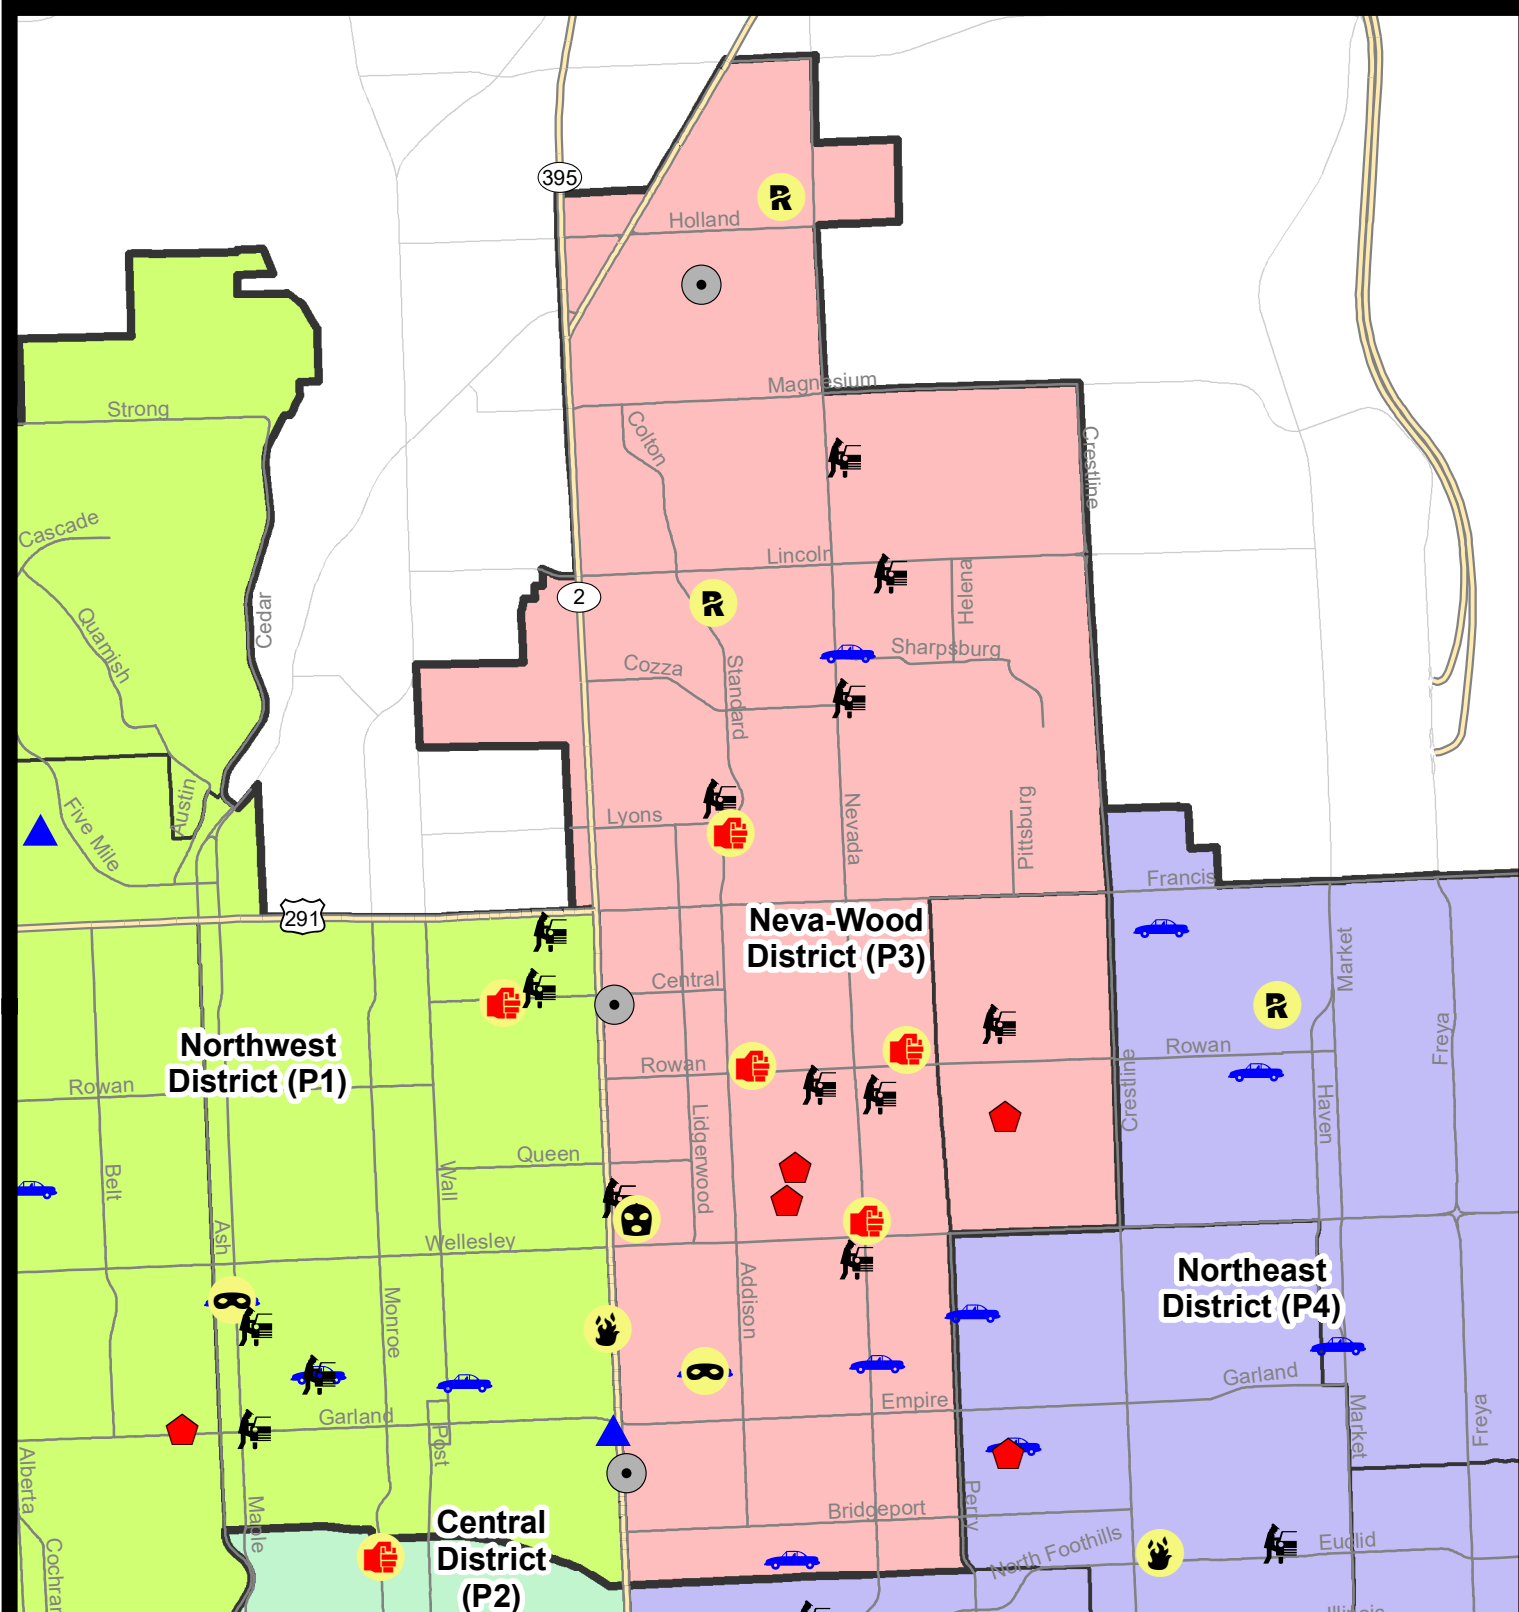 395
Holland
Magnesium
Strong
Colton
Crestline
Cascade
Lincoln
Helena
2
Cedar
Quamish
Sharpsburg
Cozza
Standard
Five Mile
Austin
Lyons
Nevada
Pittsburg
Francis
291
Neva-Wood
District (P3)
Market
Central
Freya
Northwest
District (P1)
Rowan
Rowan
Rowan
Crestline
Haven
Lidgerwood
Queen
Belt
Wall
Ash
Wellesley
Addison
Northeast
District (P4)
Monroe
Garland
Empire
Garland
Market
Freya
Post
Alberta
Maple
Perry
Bridgeport
Central
District
(P2)
North Foothills
Euclid